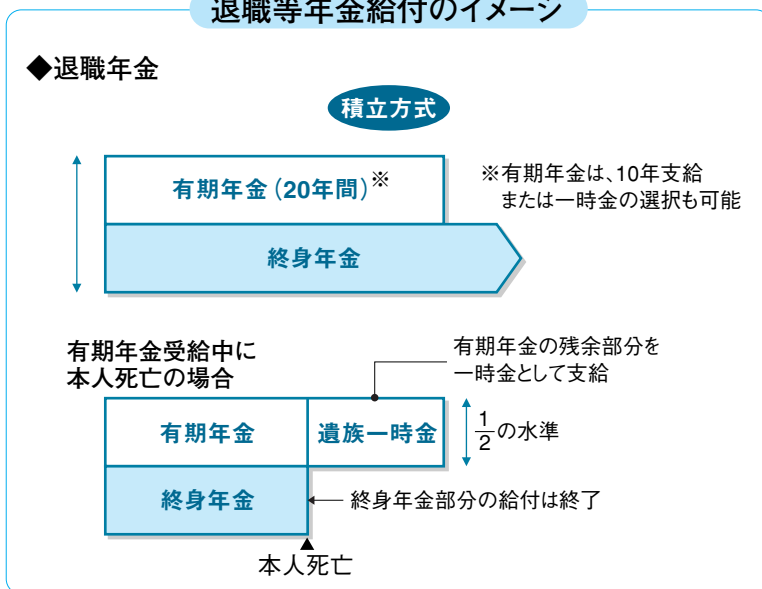 退職等年金給付のイメージ
◆退職年金
積立方式
有期年金（20年間）※
※有期年金は、10年支給
または一時金の選択も可能
終身年金
有期年金受給中に
本人死亡の場合
有期年金の残余部分を
一時金として支給
有期年金
遺族一時金
1/2の水準
終身年金
終身年金部分の給付は終了
▲
本人死亡